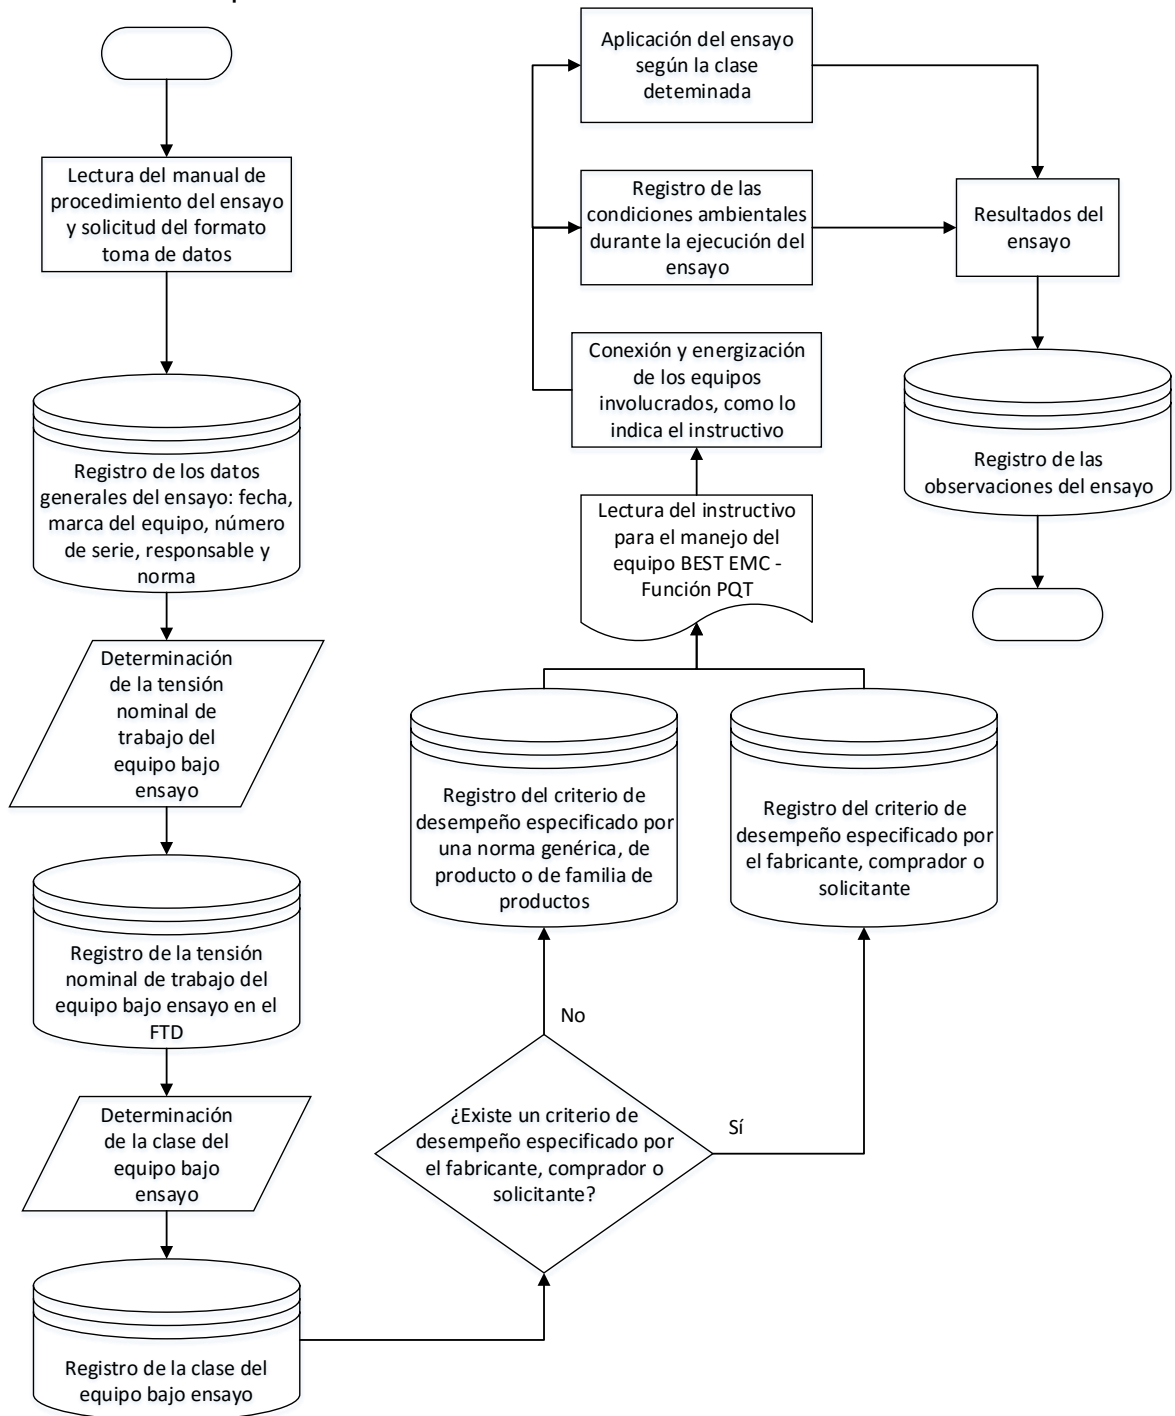 Lectura del manual de
procedimiento del ensayo
y solicitud del formato
toma de datos
Registro de los datos
generales del ensayo: fecha,
marca del equipo, número
de serie, responsable y
norma
Determinación
de la tensión
nominal de
trabajo del
equipo bajo
ensayo
Registro de la tensión
nominal de trabajo del
equipo bajo ensayo en el
FTD
Determinación
de la clase del
equipo bajo
ensayo
Registro de la clase del
equipo bajo ensayo
¿Existe un criterio de
desempeño especificado por
el fabricante, comprador o
solicitante?
No
Sí
Registro del criterio de
desempeño especificado por
una norma genérica, de
producto o de familia de
productos
Registro del criterio de
desempeño especificado por
el fabricante, comprador o
solicitante
Lectura del instructivo
para el manejo del
equipo BEST EMC -
Función PQT
Conexión y energización
de los equipos
involucrados, como lo
indica el instructivo
Aplicación del ensayo
según la clase
deteminada
Registro de las
condiciones ambientales
durante la ejecución del
ensayo
Resultados del
ensayo
Registro de las
observaciones del ensayo